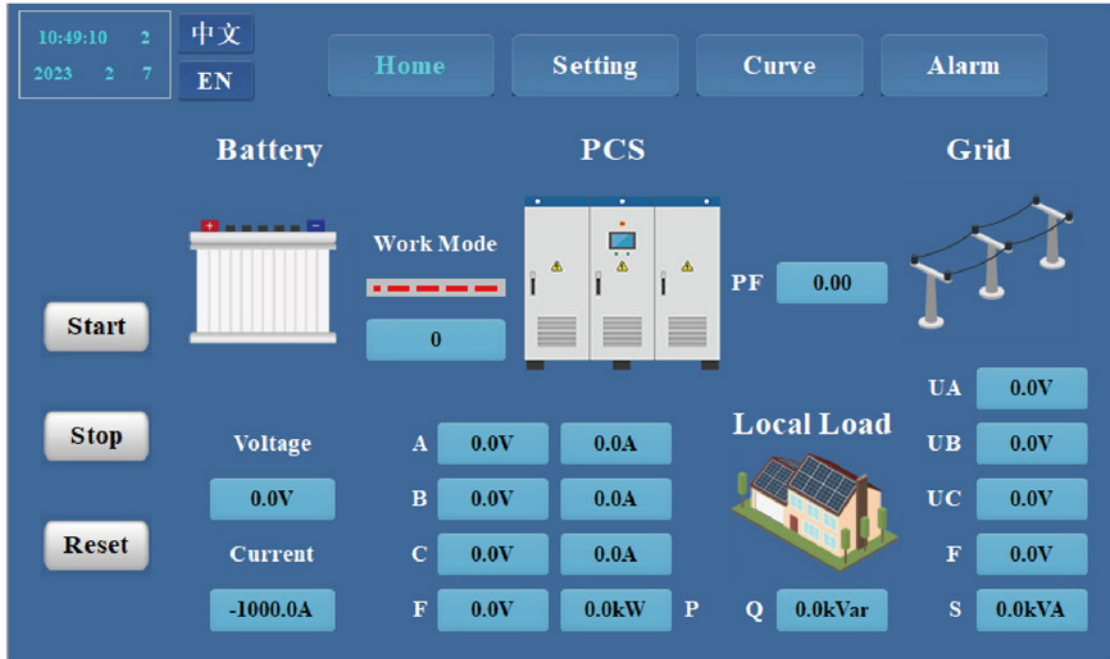 10:49:10 2
2023 2 7
中文
EN
Home Setting Curve Alarm
Battery PCS Grid
Work Mode
0
PF 0.00
Start
Stop
Reset
Voltage
0.0V
Current
-1000.0A
A 0.0V 0.0A
B 0.0V 0.0A
C 0.0V 0.0A
F 0.0V 0.0kW P
Local Load
Q 0.0kVar
UA 0.0V
UB 0.0V
UC 0.0V
F 0.0V
S 0.0kVA